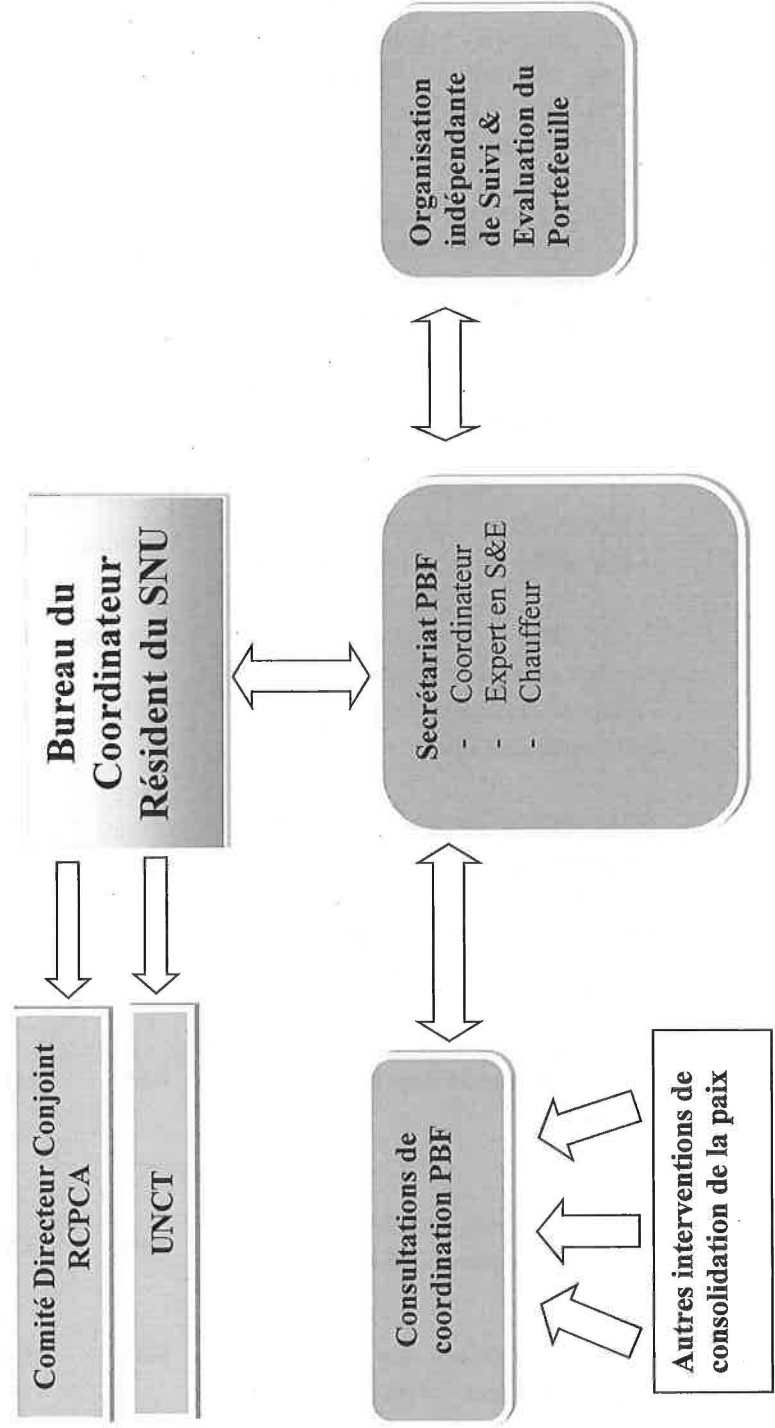 Comité Directeur Conjoint
RCPCA
UNCT
Bureau du
Coordinateur
Résident du SNU
Consultations de
coordination PBF
Secrétariat PBF
- Coordinateur
- Expert en S&E
- Chauffeur
Organisation
indépendante
de Suivi &
Evaluation du
Portefeuille
Autres interventions de
consolidation de la paix